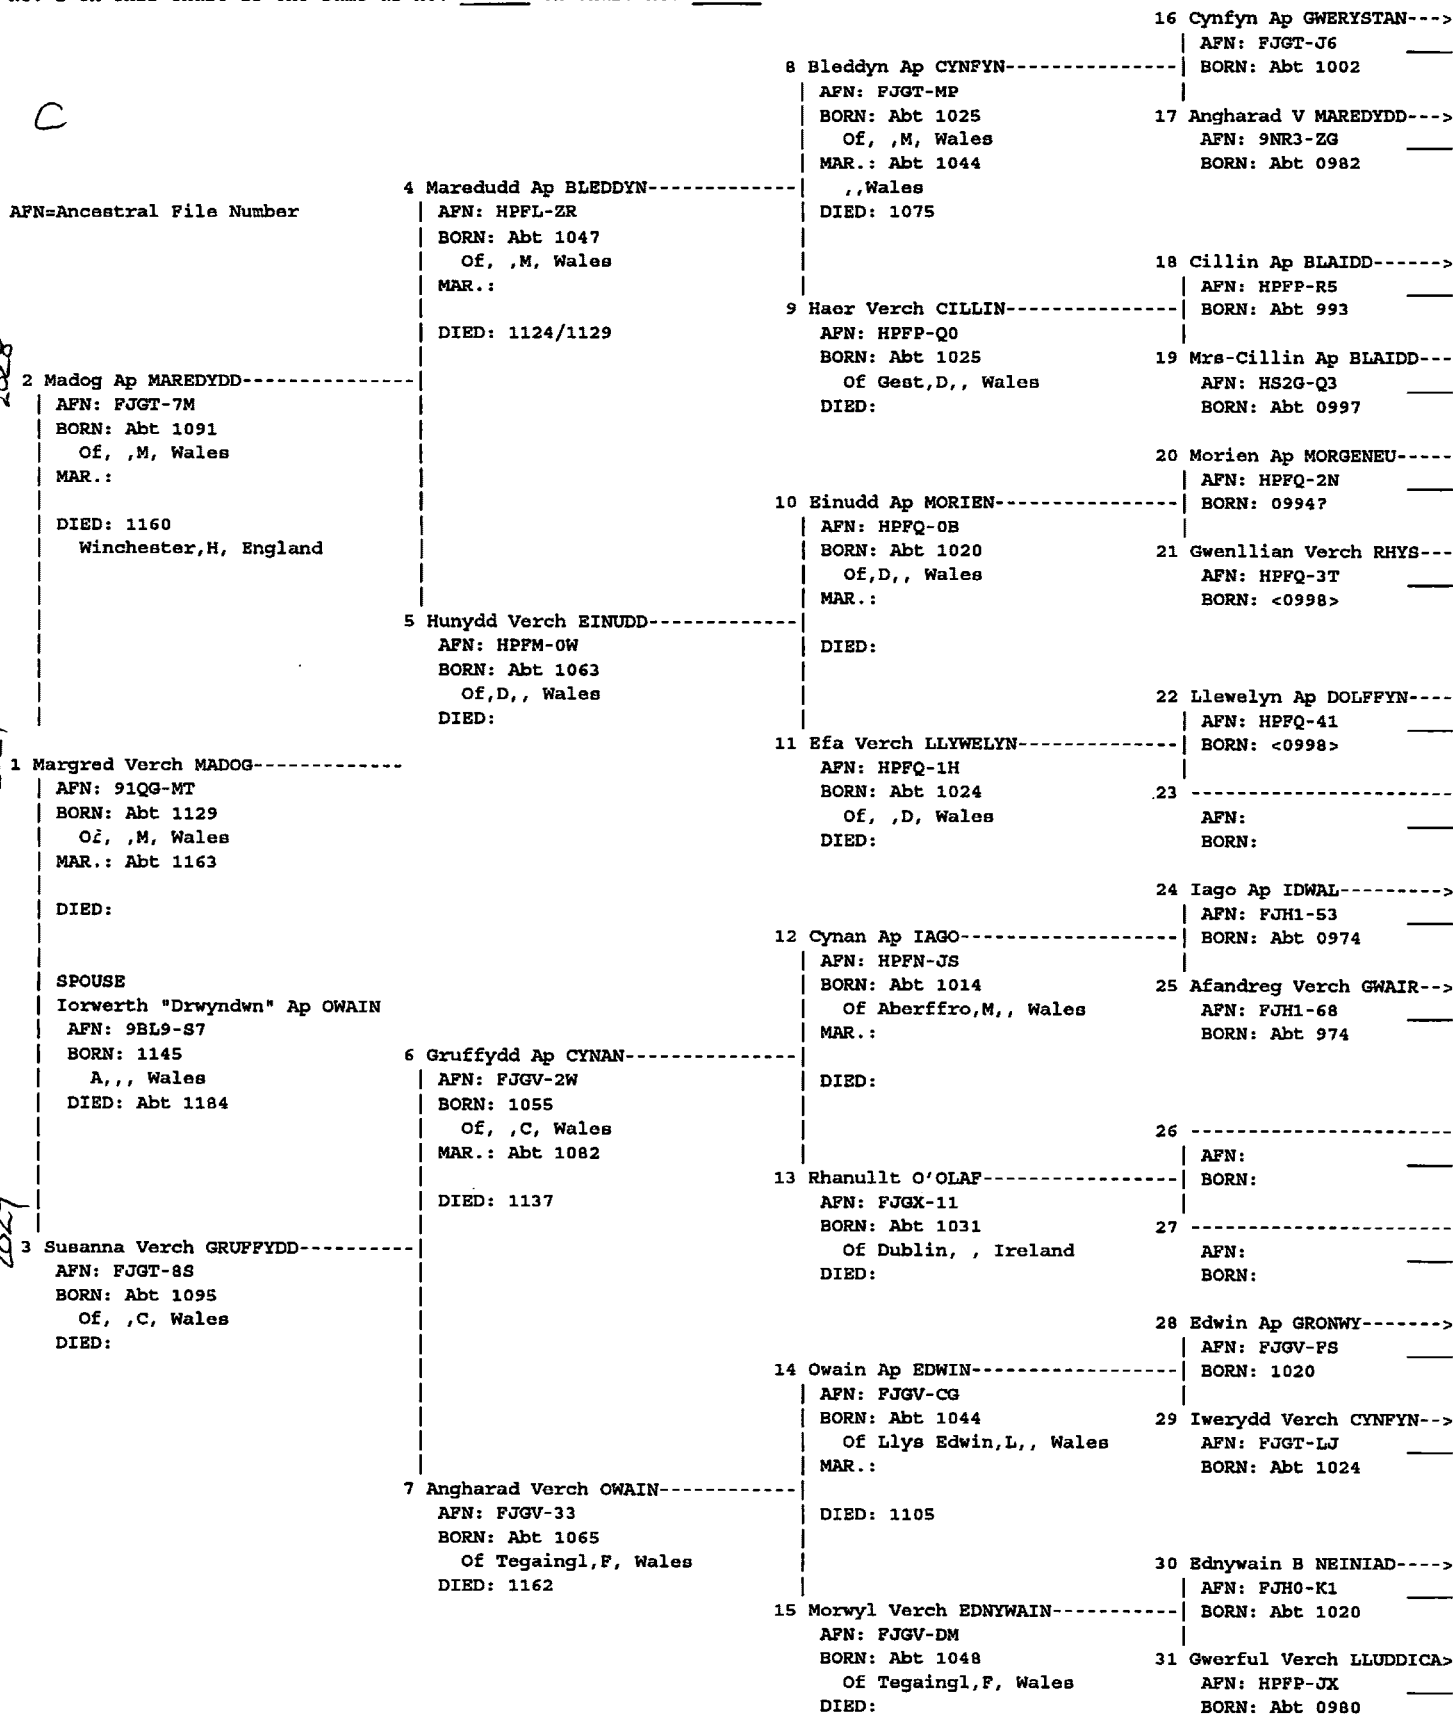 C
AFN=Ancestral File Number
2028
2 Madog Ap MAREDYDD---------------
AFN: FJGT-7M
BORN: Abt 1091
Of, ,M, Wales
MAR.:
DIED: 1160
Winchester,H, England
1 Margred Verch MADOG-------------
AFN: 91QG-MT
BORN: Abt 1129
Of, ,M, Wales
MAR.: Abt 1163
DIED:
SPOUSE
Iorwerth "Drwyndwn" Ap OWAIN
AFN: 9BL9-S7
BORN: 1145
A,,, Wales
DIED: Abt 1184
2029
3 Susanna Verch GRUFFYDD----------
AFN: FJGT-8S
BORN: Abt 1095
Of, ,C, Wales
DIED:
4 Maredudd Ap BLEDDYN-------------
AFN: HPFL-ZR
BORN: Abt 1047
Of, ,M, Wales
MAR.:
DIED: 1124/1129
5 Hunydd Verch EINUDD-------------
AFN: HPFM-0W
BORN: Abt 1063
Of,D,, Wales
DIED:
6 Gruffydd Ap CYNAN---------------
AFN: FJGV-2W
BORN: 1055
Of, ,C, Wales
MAR.: Abt 1082
DIED: 1137
7 Angharad Verch OWAIN------------
AFN: FJGV-33
BORN: Abt 1065
Of Tegaingl,F, Wales
DIED: 1162
8 Bleddyn Ap CYNFYN---------------
AFN: FJGT-MP
BORN: Abt 1025
Of, ,M, Wales
MAR.: Abt 1044
,,Wales
DIED: 1075
9 Haer Verch CILLIN---------------
AFN: HPFP-Q0
BORN: Abt 1025
Of Gest,D,, Wales
DIED:
10 Einudd Ap MORIEN----------------
AFN: HPFQ-0B
BORN: Abt 1020
Of,D,, Wales
MAR.:
DIED:
11 Efa Verch LLYWELYN--------------
AFN: HPFQ-1H
BORN: Abt 1024
Of, ,D, Wales
DIED:
12 Cynan Ap IAGO-------------------
AFN: HPFN-JS
BORN: Abt 1014
Of Aberffro,M,, Wales
MAR.:
DIED:
13 Rhanullt O'OLAF-----------------
AFN: FJGX-11
BORN: Abt 1031
Of Dublin, , Ireland
DIED:
14 Owain Ap EDWIN------------------
AFN: FJGV-CG
BORN: Abt 1044
Of Llys Edwin,L,, Wales
MAR.:
DIED: 1105
15 Morwyl Verch EDNYWAIN-----------
AFN: FJGV-DM
BORN: Abt 1048
Of Tegaingl,F, Wales
DIED:
16 Cynfyn Ap GWERYSTAN--->
AFN: FJGT-J6
BORN: Abt 1002
17 Angharad V MAREDYDD--->
AFN: 9NR3-ZG
BORN: Abt 0982
18 Cillin Ap BLAIDD------>
AFN: HPFP-R5
BORN: Abt 993
19 Mrs-Cillin Ap BLAIDD---
AFN: HS2G-Q3
BORN: Abt 0997
20 Morien Ap MORGENEU-----
AFN: HPFQ-2N
BORN: 0994?
21 Gwenllian Verch RHYS---
AFN: HPFQ-3T
BORN: <0998>
22 Llewelyn Ap DOLFFYN----
AFN: HPFQ-41
BORN: <0998>
23 -----------------------
AFN:
BORN:
24 Iago Ap IDWAL--------->
AFN: FJH1-53
BORN: Abt 0974
25 Afandreg Verch GWAIR-->
AFN: FJH1-68
BORN: Abt 974
26 -----------------------
AFN:
BORN:
27 -----------------------
AFN:
BORN:
28 Edwin Ap GRONWY------->
AFN: FJGV-FS
BORN: 1020
29 Iwerydd Verch CYNFYN-->
AFN: FJGT-LJ
BORN: Abt 1024
30 Ednywain B NEINIAD---->
AFN: FJH0-K1
BORN: Abt 1020
31 Gwerful Verch LLUDDICA>
AFN: HPFP-JX
BORN: Abt 0980